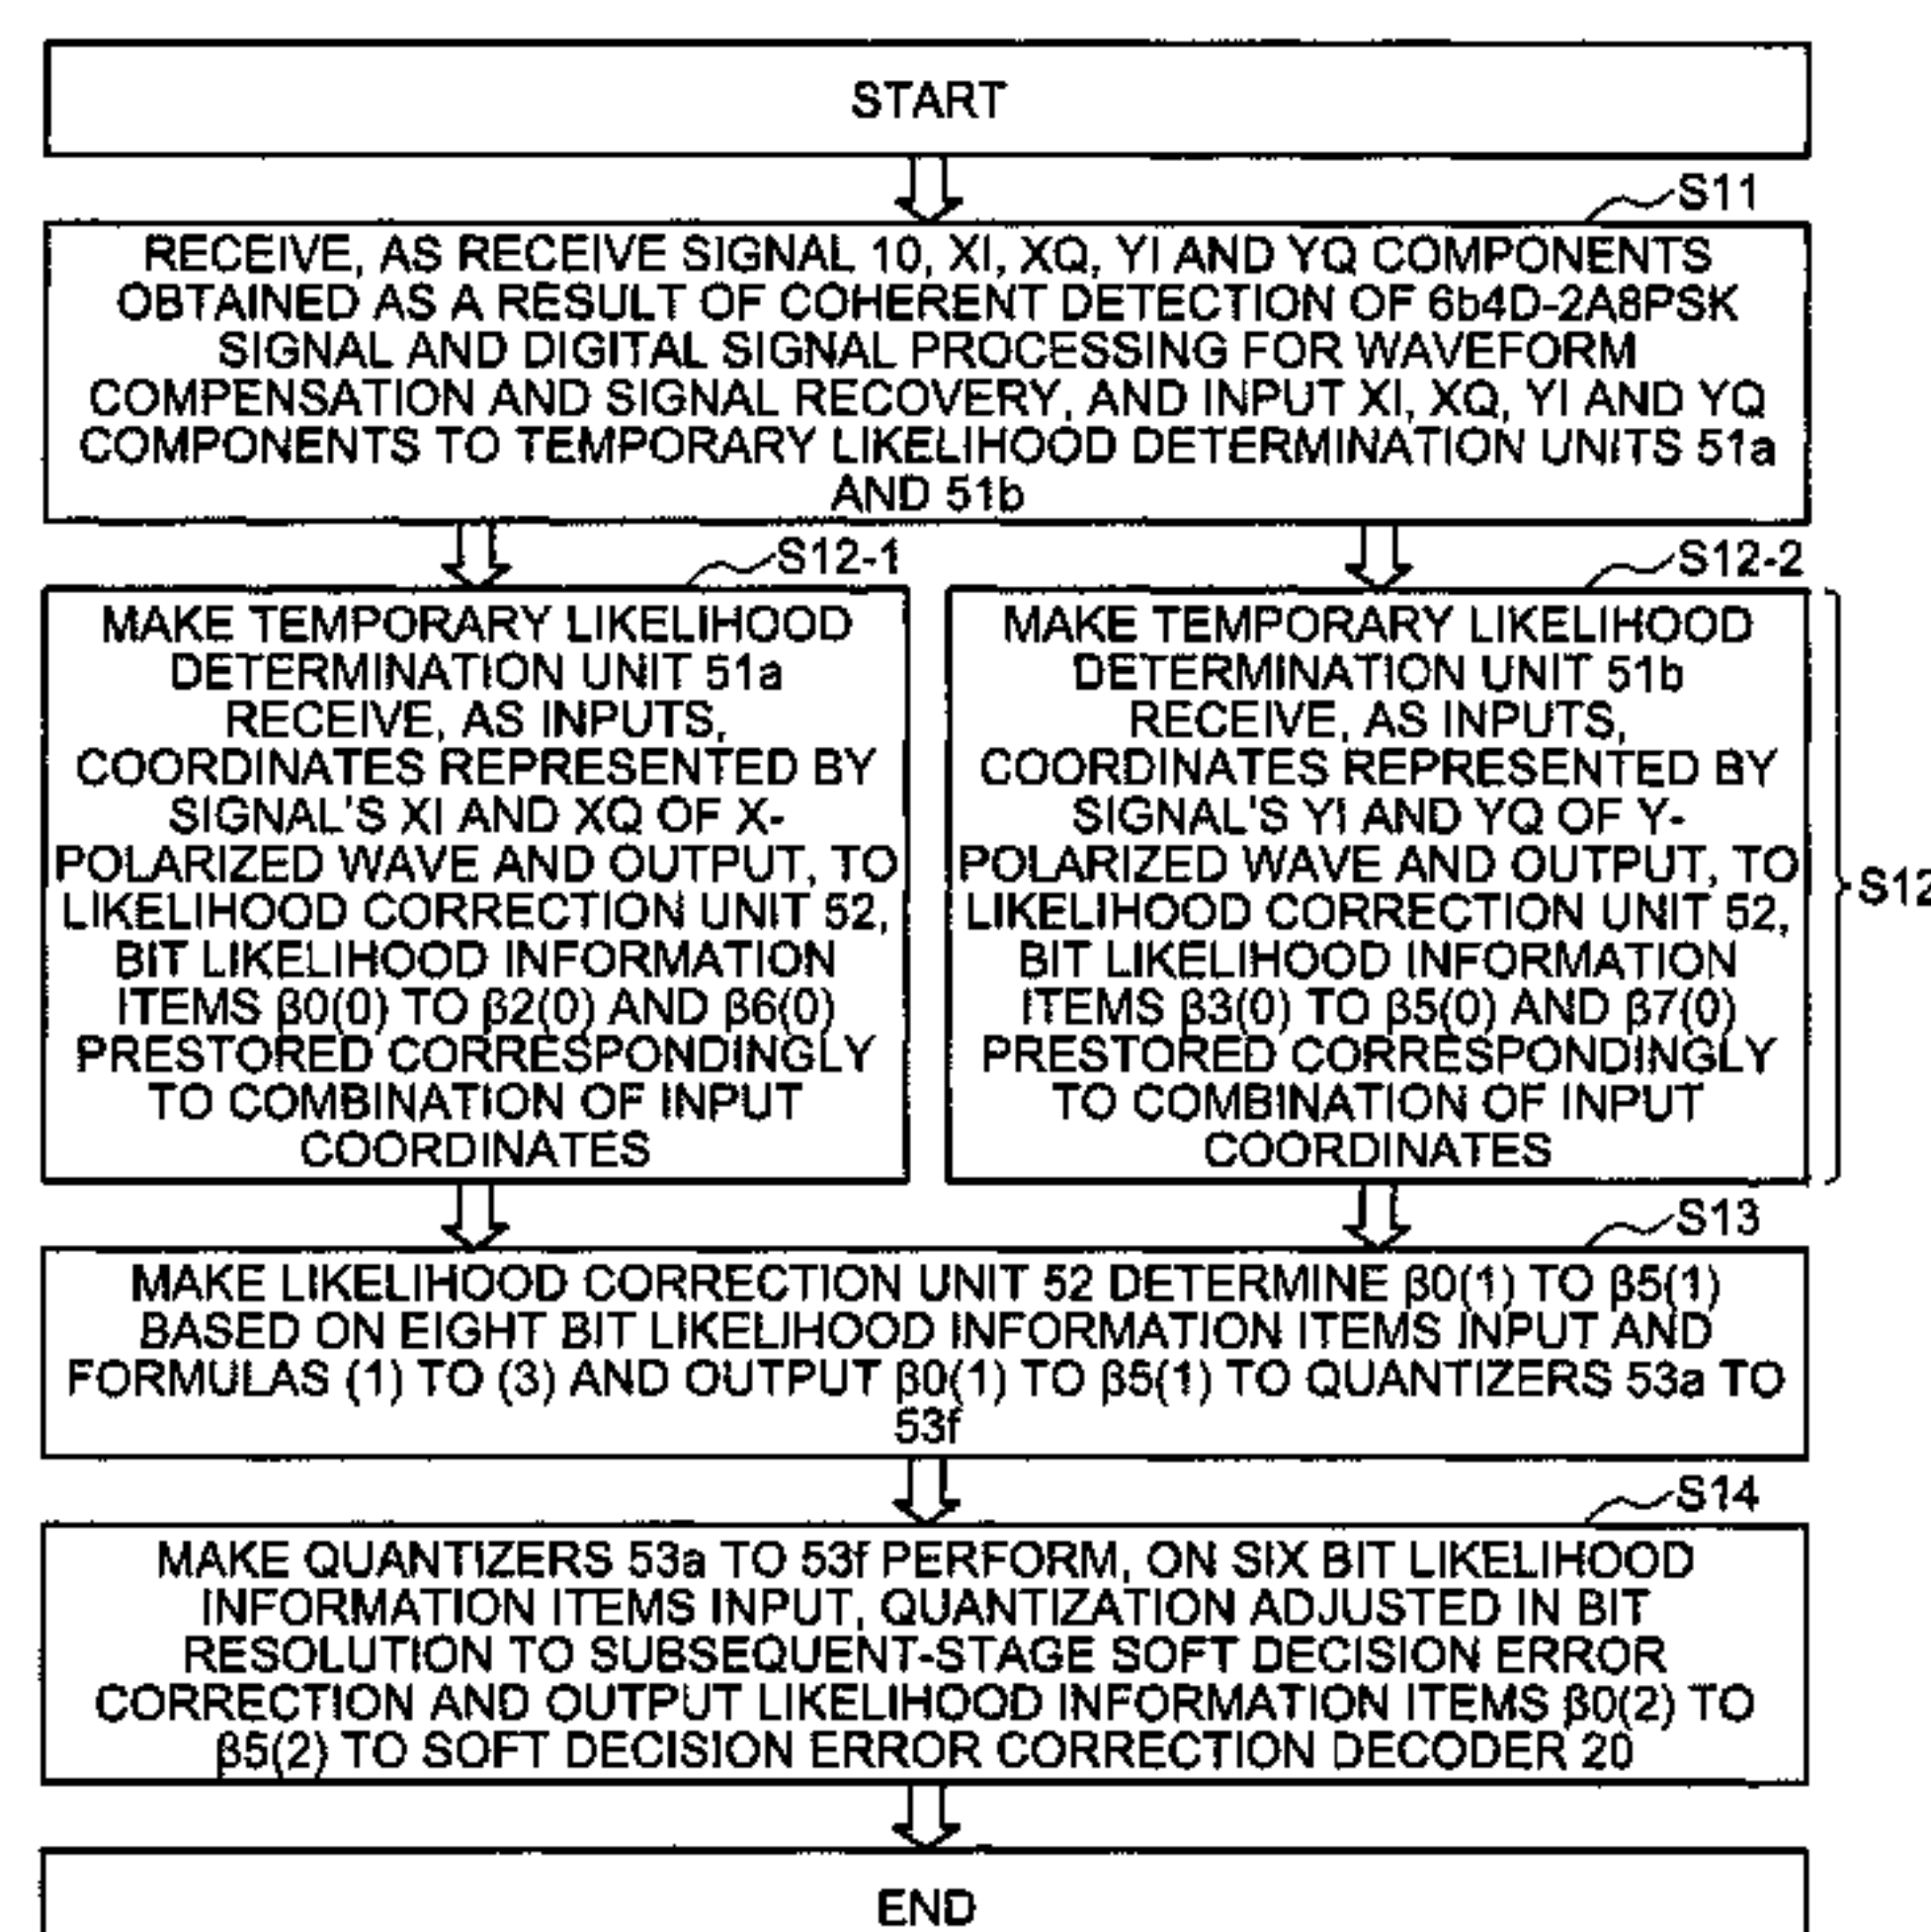 START
S11
RECEIVE, AS RECEIVE SIGNAL 10, XI, XQ, YI AND YQ COMPONENTS
OBTAINED AS A RESULT OF COHERENT DETECTION OF 6b4D-2A8PSK
SIGNAL AND DIGITAL SIGNAL PROCESSING FOR WAVEFORM
COMPENSATION AND SIGNAL RECOVERY, AND INPUT XI, XQ, YI AND YQ
COMPONENTS TO TEMPORARY LIKELIHOOD DETERMINATION UNITS 51a
AND 51b
S12-1
MAKE TEMPORARY LIKELIHOOD
DETERMINATION UNIT 51a
RECEIVE, AS INPUTS,
COORDINATES REPRESENTED BY
SIGNAL'S XI AND XQ OF X-
POLARIZED WAVE AND OUTPUT, TO
LIKELIHOOD CORRECTION UNIT 52,
BIT LIKELIHOOD INFORMATION
ITEMS β0(0) TO β2(0) AND β6(0)
PRESTORED CORRESPONDINGLY
TO COMBINATION OF INPUT
COORDINATES
S12-2
MAKE TEMPORARY LIKELIHOOD
DETERMINATION UNIT 51b
RECEIVE, AS INPUTS,
COORDINATES REPRESENTED BY
SIGNAL'S YI AND YQ OF Y-
POLARIZED WAVE AND OUTPUT, TO
LIKELIHOOD CORRECTION UNIT 52,
BIT LIKELIHOOD INFORMATION
ITEMS β3(0) TO β5(0) AND β7(0)
PRESTORED CORRESPONDINGLY
TO COMBINATION OF INPUT
COORDINATES
S12
S13
MAKE LIKELIHOOD CORRECTION UNIT 52 DETERMINE β0(1) TO β5(1)
BASED ON EIGHT BIT LIKELIHOOD INFORMATION ITEMS INPUT AND
FORMULAS (1) TO (3) AND OUTPUT β0(1) TO β5(1) TO QUANTIZERS 53a TO
53f
S14
MAKE QUANTIZERS 53a TO 53f PERFORM, ON SIX BIT LIKELIHOOD
INFORMATION ITEMS INPUT, QUANTIZATION ADJUSTED IN BIT
RESOLUTION TO SUBSEQUENT-STAGE SOFT DECISION ERROR
CORRECTION AND OUTPUT LIKELIHOOD INFORMATION ITEMS β0(2) TO
β5(2) TO SOFT DECISION ERROR CORRECTION DECODER 20
END